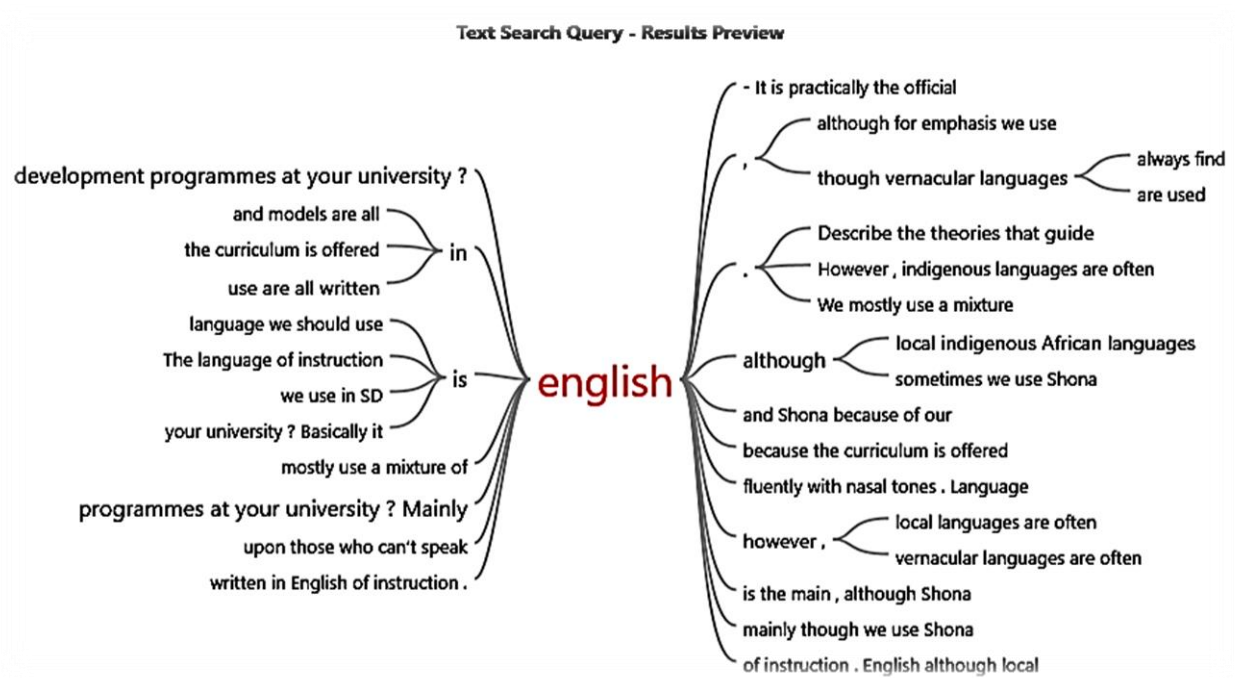 Text Search Query - Results Preview
development programmes at your university ?
and models are all
the curriculum is offered
use are all written
in
language we should use
The language of instruction
we use in SD
your university ? Basically it
is
mostly use a mixture of
programmes at your university ? Mainly
upon those who can't speak
written in English of instruction .
english
- It is practically the official
,
although for emphasis we use
though vernacular languages
always find
are used
.
Describe the theories that guide
However , indigenous languages are often
We mostly use a mixture
although
local indigenous African languages
sometimes we use Shona
and Shona because of our
because the curriculum is offered
fluently with nasal tones . Language
however ,
local languages are often
vernacular languages are often
is the main , although Shona
mainly though we use Shona
of instruction . English although local